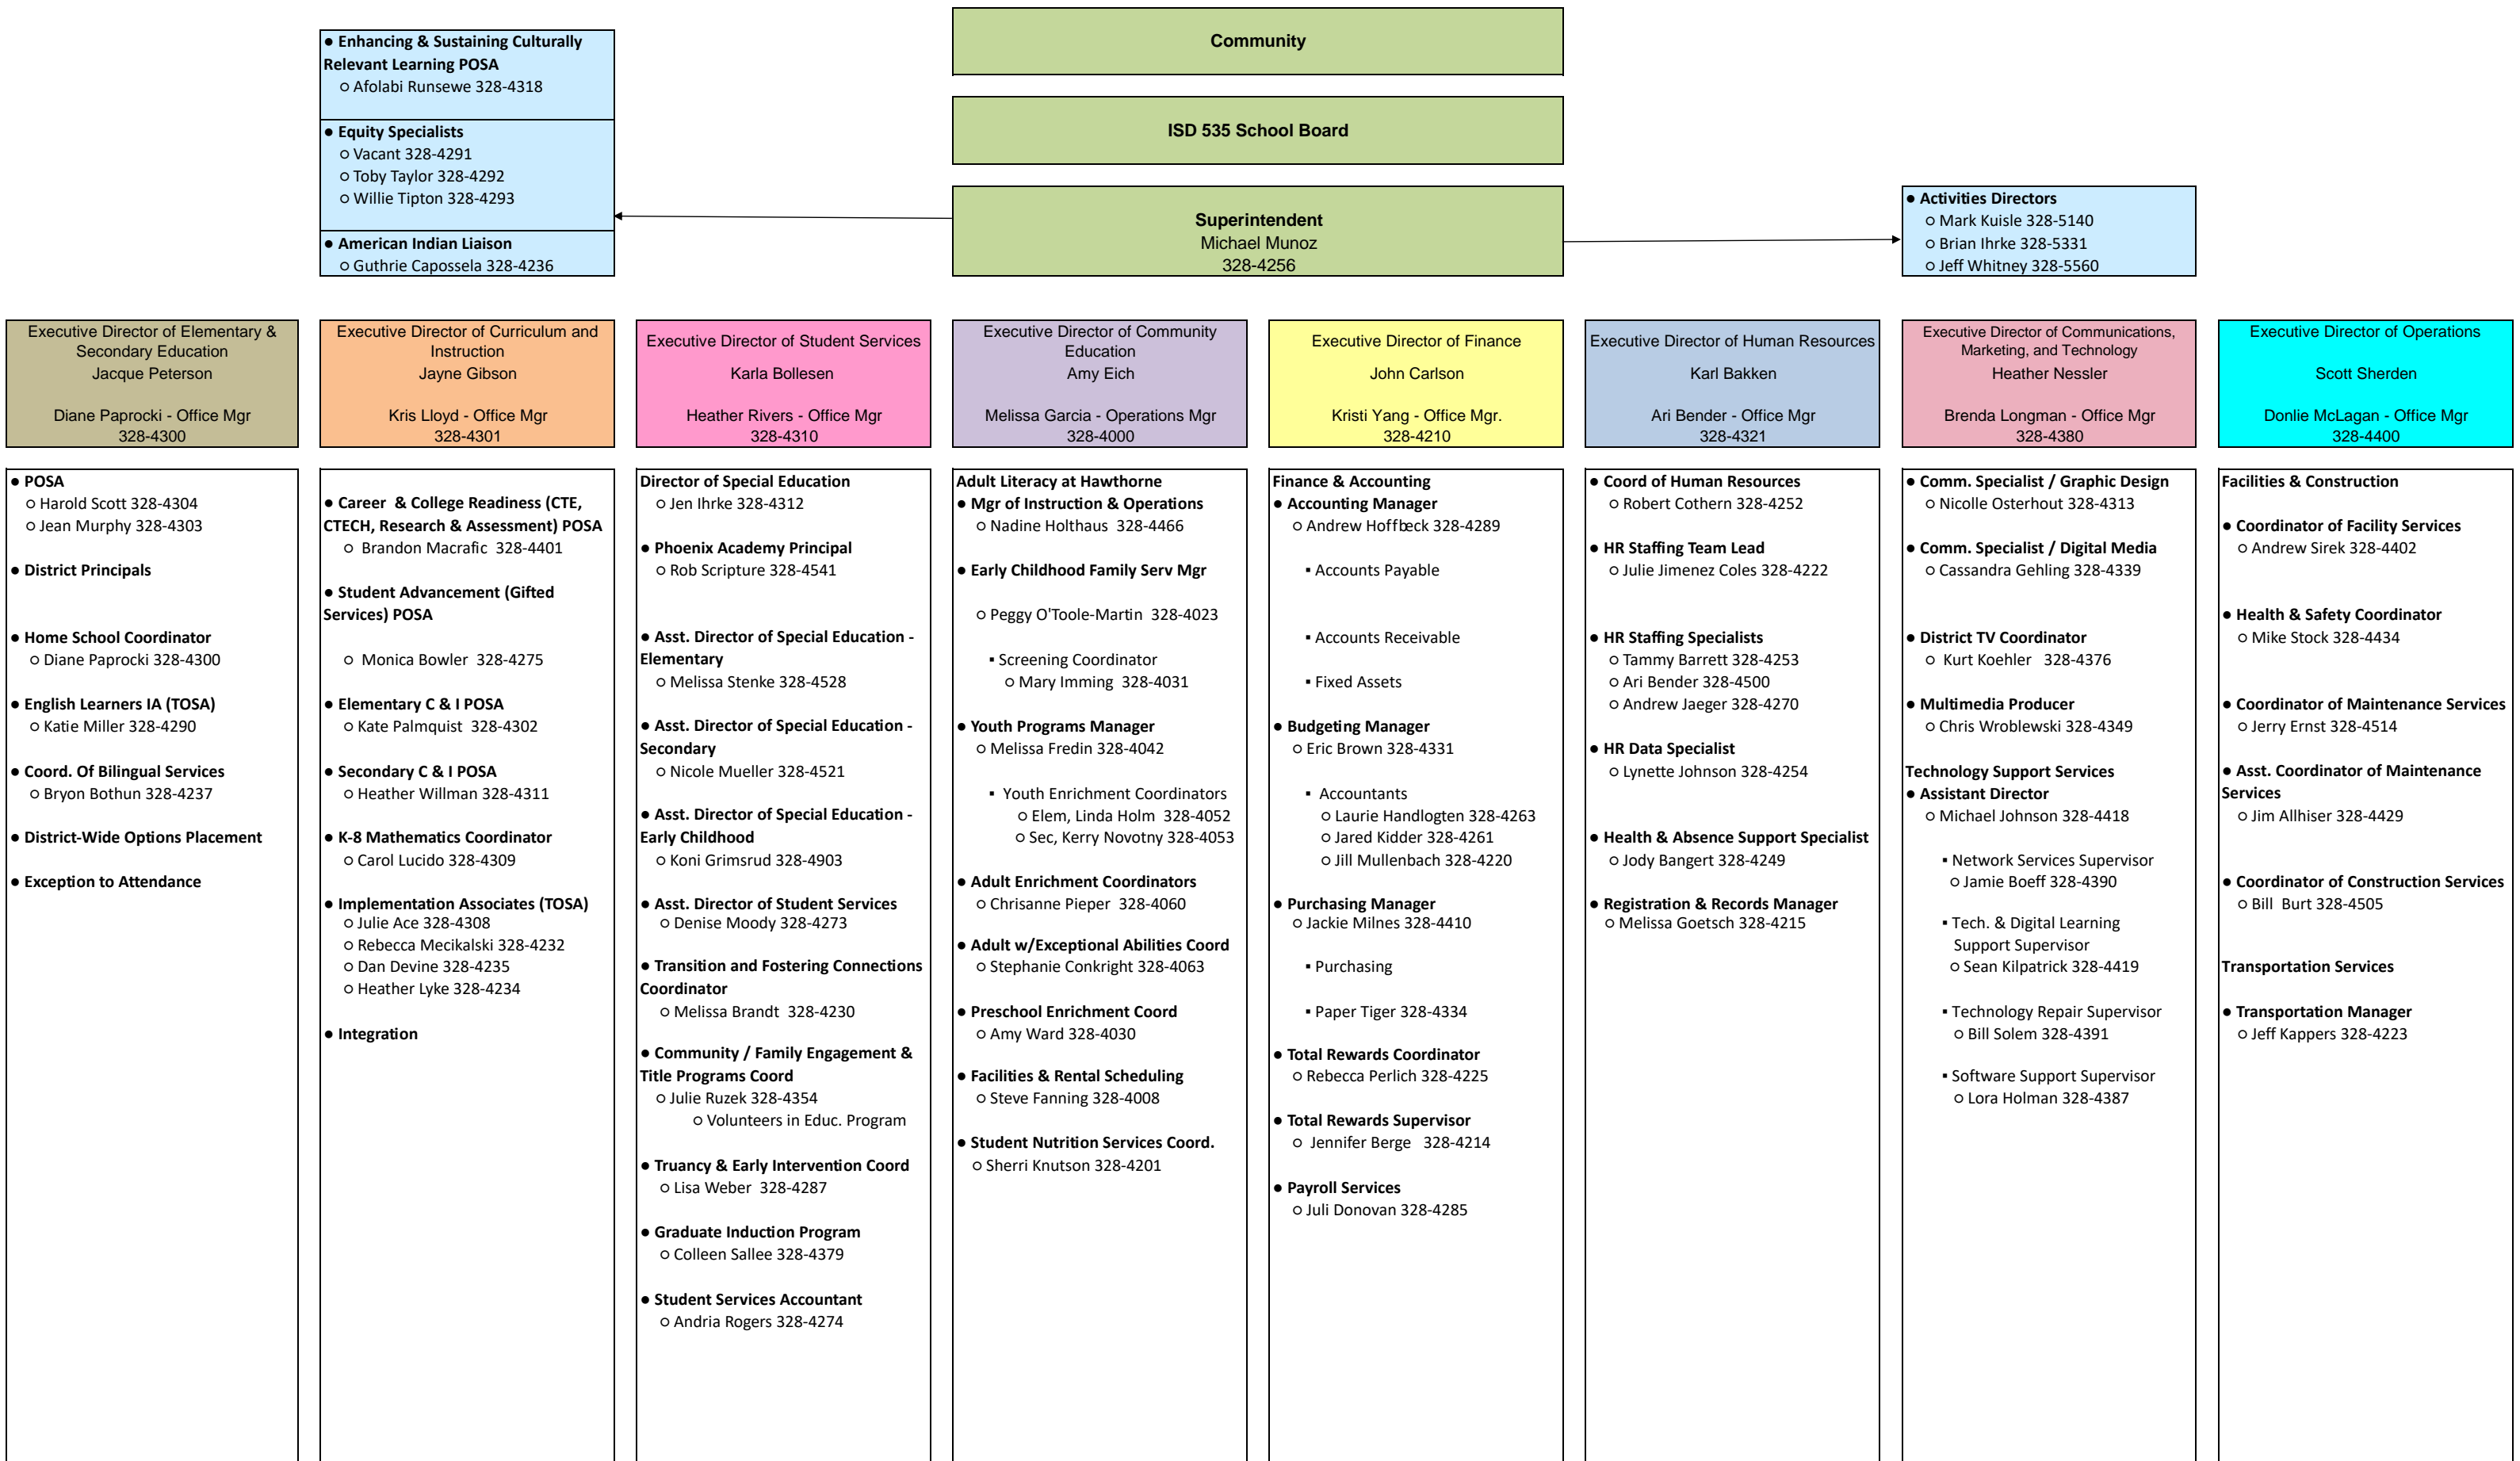 ● Enhancing & Sustaining Culturally
Relevant Learning POSA
○ Afolabi Runsewe 328-4318
● Equity Specialists
○ Vacant 328-4291
○ Toby Taylor 328-4292
○ Willie Tipton 328-4293
● American Indian Liaison
○ Guthrie Capossela 328-4236
Community
ISD 535 School Board
Superintendent
Michael Munoz
328-4256
● Activities Directors
○ Mark Kuisle 328-5140
○ Brian Ihrke 328-5331
○ Jeff Whitney 328-5560
Executive Director of Elementary &
Secondary Education
Jacque Peterson
Diane Paprocki - Office Mgr
328-4300
● POSA
○ Harold Scott 328-4304
○ Jean Murphy 328-4303
● District Principals
● Home School Coordinator
○ Diane Paprocki 328-4300
● English Learners IA (TOSA)
○ Katie Miller 328-4290
● Coord. Of Bilingual Services
○ Bryon Bothun 328-4237
● District-Wide Options Placement
● Exception to Attendance
Executive Director of Curriculum and
Instruction
Jayne Gibson
Kris Lloyd - Office Mgr
328-4301
● Career & College Readiness (CTE,
CTECH, Research & Assessment) POSA
○ Brandon Macrafic 328-4401
● Student Advancement (Gifted
Services) POSA
○ Monica Bowler 328-4275
● Elementary C & I POSA
○ Kate Palmquist 328-4302
● Secondary C & I POSA
○ Heather Willman 328-4311
● K-8 Mathematics Coordinator
○ Carol Lucido 328-4309
● Implementation Associates (TOSA)
○ Julie Ace 328-4308
○ Rebecca Mecikalski 328-4232
○ Dan Devine 328-4235
○ Heather Lyke 328-4234
● Integration
Executive Director of Student Services
Karla Bollesen
Heather Rivers - Office Mgr
328-4310
Director of Special Education
○ Jen Ihrke 328-4312
● Phoenix Academy Principal
○ Rob Scripture 328-4541
● Asst. Director of Special Education -
Elementary
○ Melissa Stenke 328-4528
● Asst. Director of Special Education -
Secondary
○ Nicole Mueller 328-4521
● Asst. Director of Special Education -
Early Childhood
○ Koni Grimsrud 328-4903
● Asst. Director of Student Services
○ Denise Moody 328-4273
● Transition and Fostering Connections
Coordinator
○ Melissa Brandt 328-4230
● Community / Family Engagement &
Title Programs Coord
○ Julie Ruzek 328-4354
○ Volunteers in Educ. Program
● Truancy & Early Intervention Coord
○ Lisa Weber 328-4287
● Graduate Induction Program
○ Colleen Sallee 328-4379
● Student Services Accountant
○ Andria Rogers 328-4274
Executive Director of Community
Education
Amy Eich
Melissa Garcia - Operations Mgr
328-4000
Adult Literacy at Hawthorne
● Mgr of Instruction & Operations
○ Nadine Holthaus 328-4466
● Early Childhood Family Serv Mgr
○ Peggy O'Toole-Martin 328-4023
▪ Screening Coordinator
○ Mary Imming 328-4031
● Youth Programs Manager
○ Melissa Fredin 328-4042
▪ Youth Enrichment Coordinators
○ Elem, Linda Holm 328-4052
○ Sec, Kerry Novotny 328-4053
● Adult Enrichment Coordinators
○ Chrisanne Pieper 328-4060
● Adult w/Exceptional Abilities Coord
○ Stephanie Conkright 328-4063
● Preschool Enrichment Coord
○ Amy Ward 328-4030
● Facilities & Rental Scheduling
○ Steve Fanning 328-4008
● Student Nutrition Services Coord.
○ Sherri Knutson 328-4201
Executive Director of Finance
John Carlson
Kristi Yang - Office Mgr.
328-4210
Finance & Accounting
● Accounting Manager
○ Andrew Hoffbeck 328-4289
▪ Accounts Payable
▪ Accounts Receivable
▪ Fixed Assets
● Budgeting Manager
○ Eric Brown 328-4331
▪ Accountants
○ Laurie Handlogten 328-4263
○ Jared Kidder 328-4261
○ Jill Mullenbach 328-4220
● Purchasing Manager
○ Jackie Milnes 328-4410
▪ Purchasing
▪ Paper Tiger 328-4334
● Total Rewards Coordinator
○ Rebecca Perlich 328-4225
● Total Rewards Supervisor
○ Jennifer Berge 328-4214
● Payroll Services
○ Juli Donovan 328-4285
Executive Director of Human Resources
Karl Bakken
Ari Bender - Office Mgr
328-4321
● Coord of Human Resources
○ Robert Cothern 328-4252
● HR Staffing Team Lead
○ Julie Jimenez Coles 328-4222
● HR Staffing Specialists
○ Tammy Barrett 328-4253
○ Ari Bender 328-4500
○ Andrew Jaeger 328-4270
● HR Data Specialist
○ Lynette Johnson 328-4254
● Health & Absence Support Specialist
○ Jody Bangert 328-4249
● Registration & Records Manager
○ Melissa Goetsch 328-4215
Executive Director of Communications,
Marketing, and Technology
Heather Nessler
Brenda Longman - Office Mgr
328-4380
● Comm. Specialist / Graphic Design
○ Nicolle Osterhout 328-4313
● Comm. Specialist / Digital Media
○ Cassandra Gehling 328-4339
● District TV Coordinator
○ Kurt Koehler 328-4376
● Multimedia Producer
○ Chris Wroblewski 328-4349
Technology Support Services
● Assistant Director
○ Michael Johnson 328-4418
▪ Network Services Supervisor
○ Jamie Boeff 328-4390
▪ Tech. & Digital Learning
Support Supervisor
○ Sean Kilpatrick 328-4419
▪ Technology Repair Supervisor
○ Bill Solem 328-4391
▪ Software Support Supervisor
○ Lora Holman 328-4387
Executive Director of Operations
Scott Sherden
Donlie McLagan - Office Mgr
328-4400
Facilities & Construction
● Coordinator of Facility Services
○ Andrew Sirek 328-4402
● Health & Safety Coordinator
○ Mike Stock 328-4434
● Coordinator of Maintenance Services
○ Jerry Ernst 328-4514
● Asst. Coordinator of Maintenance
Services
○ Jim Allhiser 328-4429
● Coordinator of Construction Services
○ Bill Burt 328-4505
Transportation Services
● Transportation Manager
○ Jeff Kappers 328-4223